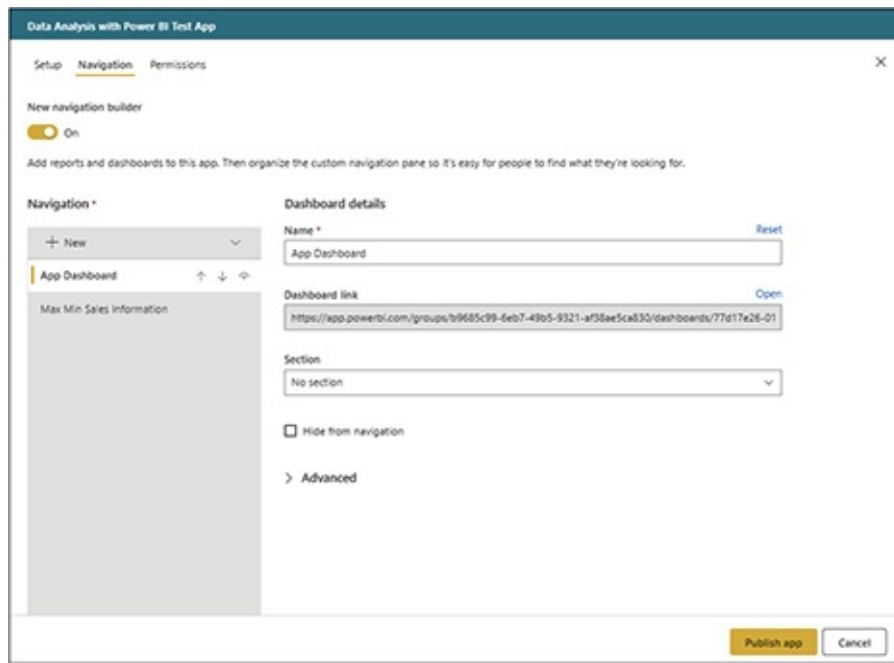 Data Analysis with Power BI Test App
Setup Navigation Permissions
New navigation builder
On
Add reports and dashboards to this app. Then organize the custom navigation pane so it's easy for people to find what they're looking for.
Navigation *
+ New
App Dashboard
Max Min Sales Information
Dashboard details
Name * Reset
App Dashboard
Dashboard link Open
https://app.powerbi.com/groups/b9685c99-6eb7-49b5-9321-af38ae5ca830/dashboards/77d17e26-01
Section
No section
Hide from navigation
Advanced
Publish app Cancel